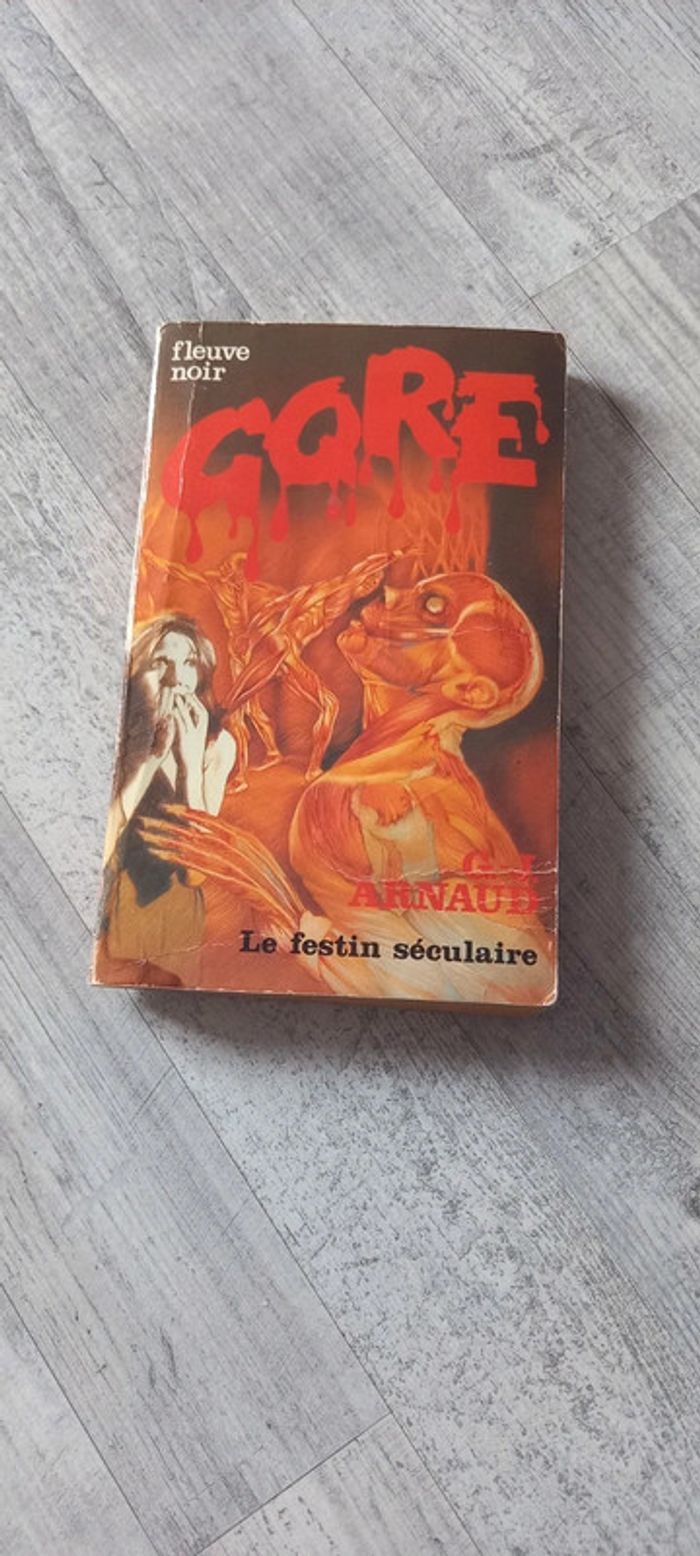 fleuve
noir
GORE
G.-J.
ARNAUD
Le festin séculaire